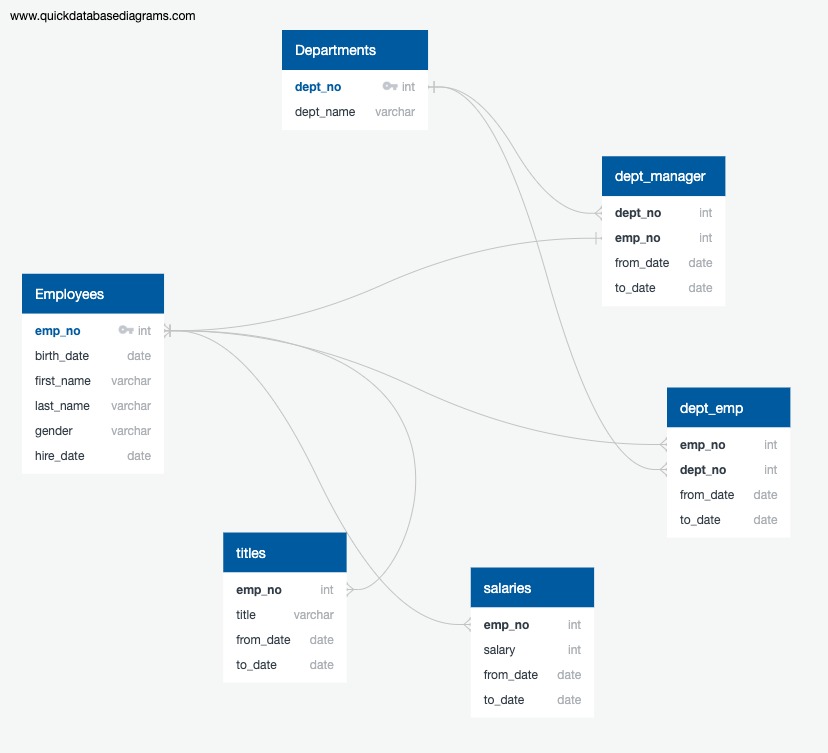 www.quickdatabasediagrams.com
Departments
dept_no int
dept_name varchar
dept_manager
dept_no int
emp_no int
from_date date
to_date date
Employees
emp_no int
birth_date date
first_name varchar
last_name varchar
gender varchar
hire_date date
dept_emp
emp_no int
dept_no int
from_date date
to_date date
titles
emp_no int
title varchar
from_date date
to_date date
salaries
emp_no int
salary int
from_date date
to_date date